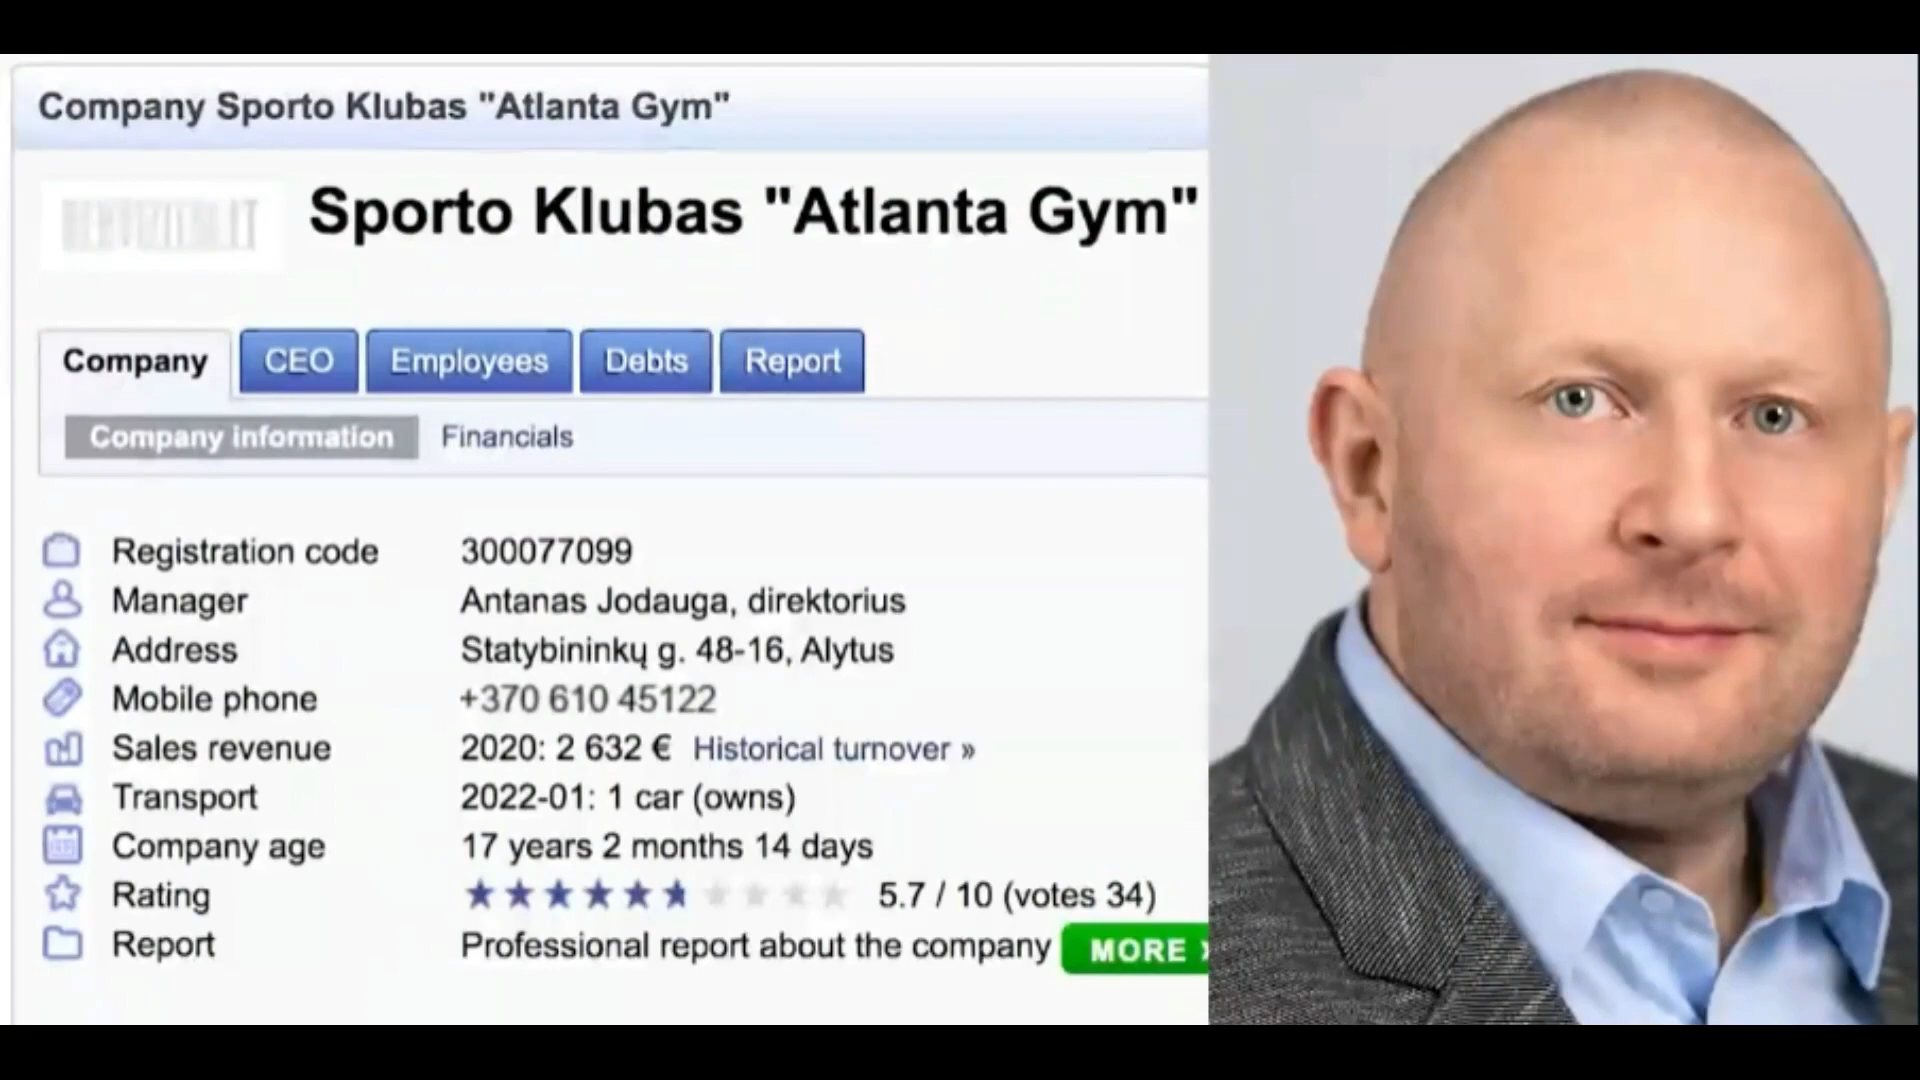 Company Sporto Klubas "Atlanta Gym"
Sporto Klubas "Atlanta Gym"
Company CEO Employees Debts Report
Company information Financials
Registration code 300077099
Manager Antanas Jodauga, direktorius
Address Statybininkų g. 48-16, Alytus
Mobile phone +370 610 45122
Sales revenue 2020: 2 632 € Historical turnover »
Transport 2022-01: 1 car (owns)
Company age 17 years 2 months 14 days
Rating 5.7 / 10 (votes 34)
Report Professional report about the company MORE »